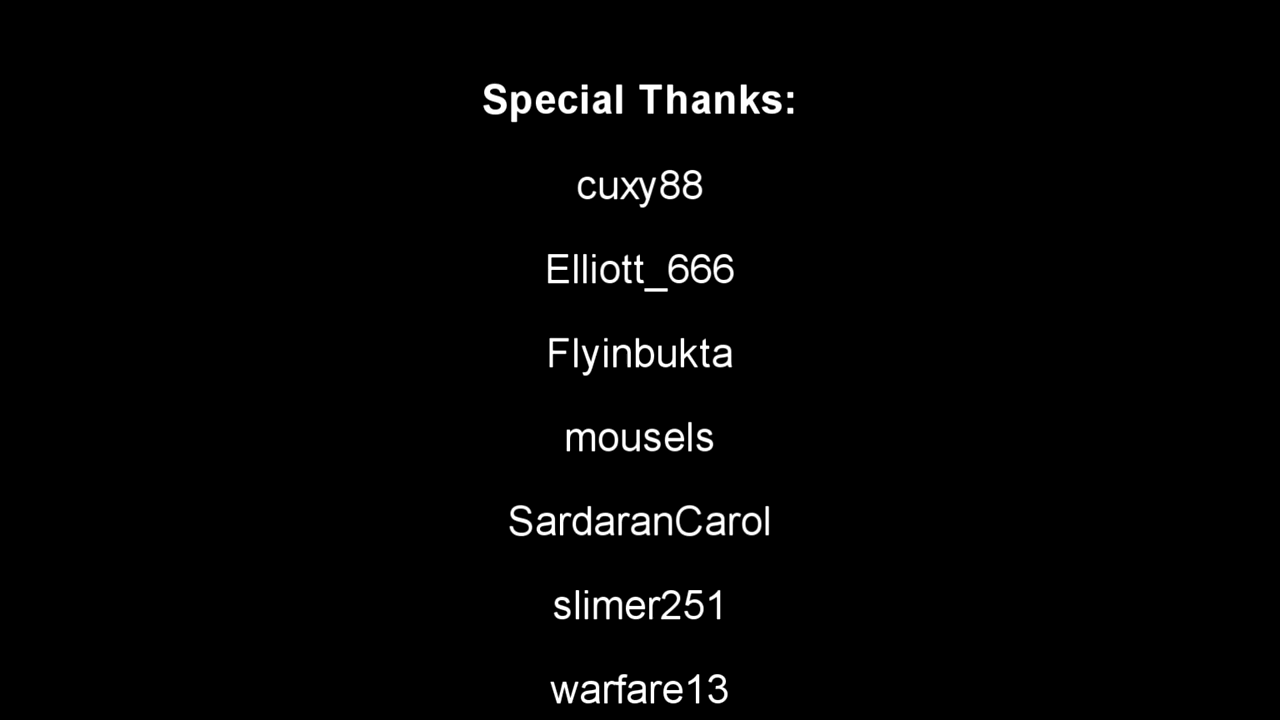 Special Thanks:
cuxy88
Elliott_666
Flyinbukta
mousels
SardaranCarol
slimer251
warfare13